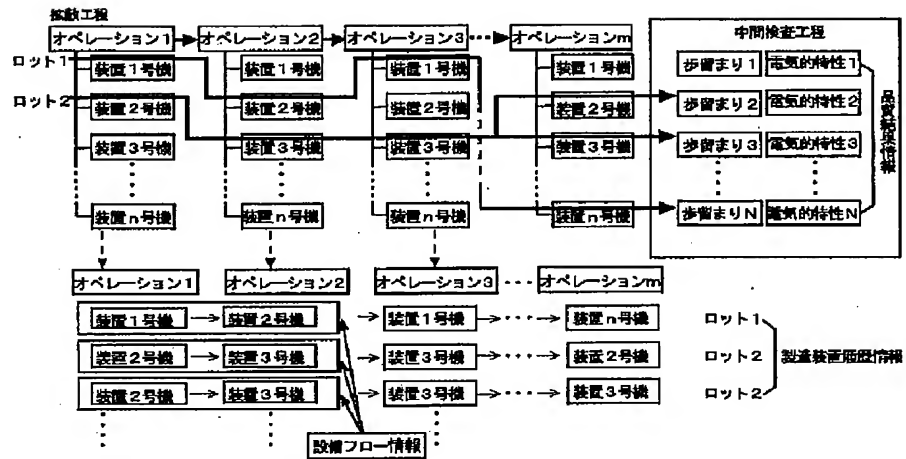 拡散工程
オペレーション1 オペレーション2 オペレーション3 オペレーションm
中間検査工程
ロット1
装置1号機 装置1号機 装置1号機 装置1号機
歩留まり1 電気的特性1
ロット2
装置2号機 装置2号機 装置2号機 装置2号機
歩留まり2 電気的特性2
装置3号機 装置3号機 装置3号機 装置3号機
歩留まり3 電気的特性3
品質結果情報
装置n号機 装置n号機 装置n号機 装置n号機
歩留まりN 電気的特性N
オペレーション1 オペレーション2 オペレーション3 オペレーションm
装置1号機 装置2号機 装置1号機 装置n号機 ロット1
装置2号機 装置3号機 装置3号機 装置2号機 ロット2
製造装置履歴情報
装置2号機 装置3号機 装置3号機 装置3号機 ロット2
設備フロー情報